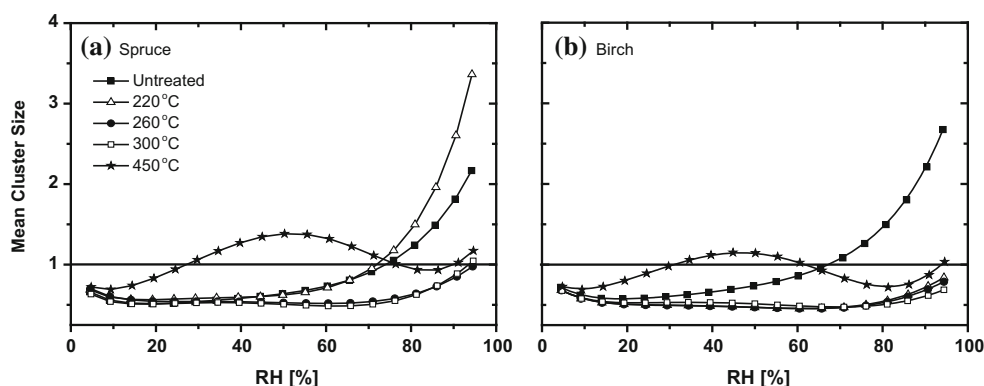 (a) Spruce
(b) Birch
Untreated
220°C
260°C
300°C
450°C
Mean Cluster Size
4
3
2
1
0 20 40 60 80 100
0 20 40 60 80 100
RH [%]
RH [%]